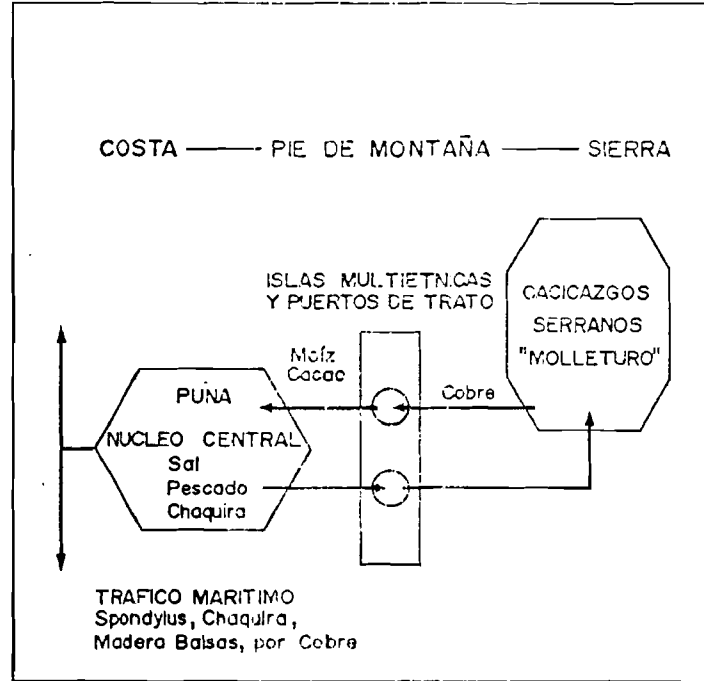 COSTA — PIE DE MONTAÑA — SIERRA
ISLAS MULTIETNICAS
Y PUERTOS DE TRATO
CACICAZGOS
SERRANOS
"MOLLETURO"
Maíz
Cacao
Cobre
PUNA
NUCLEO CENTRAL
Sal
Pescado
Chaquira
TRAFICO MARITIMO
Spondylus, Chaquira,
Madera Balsas, por Cobre